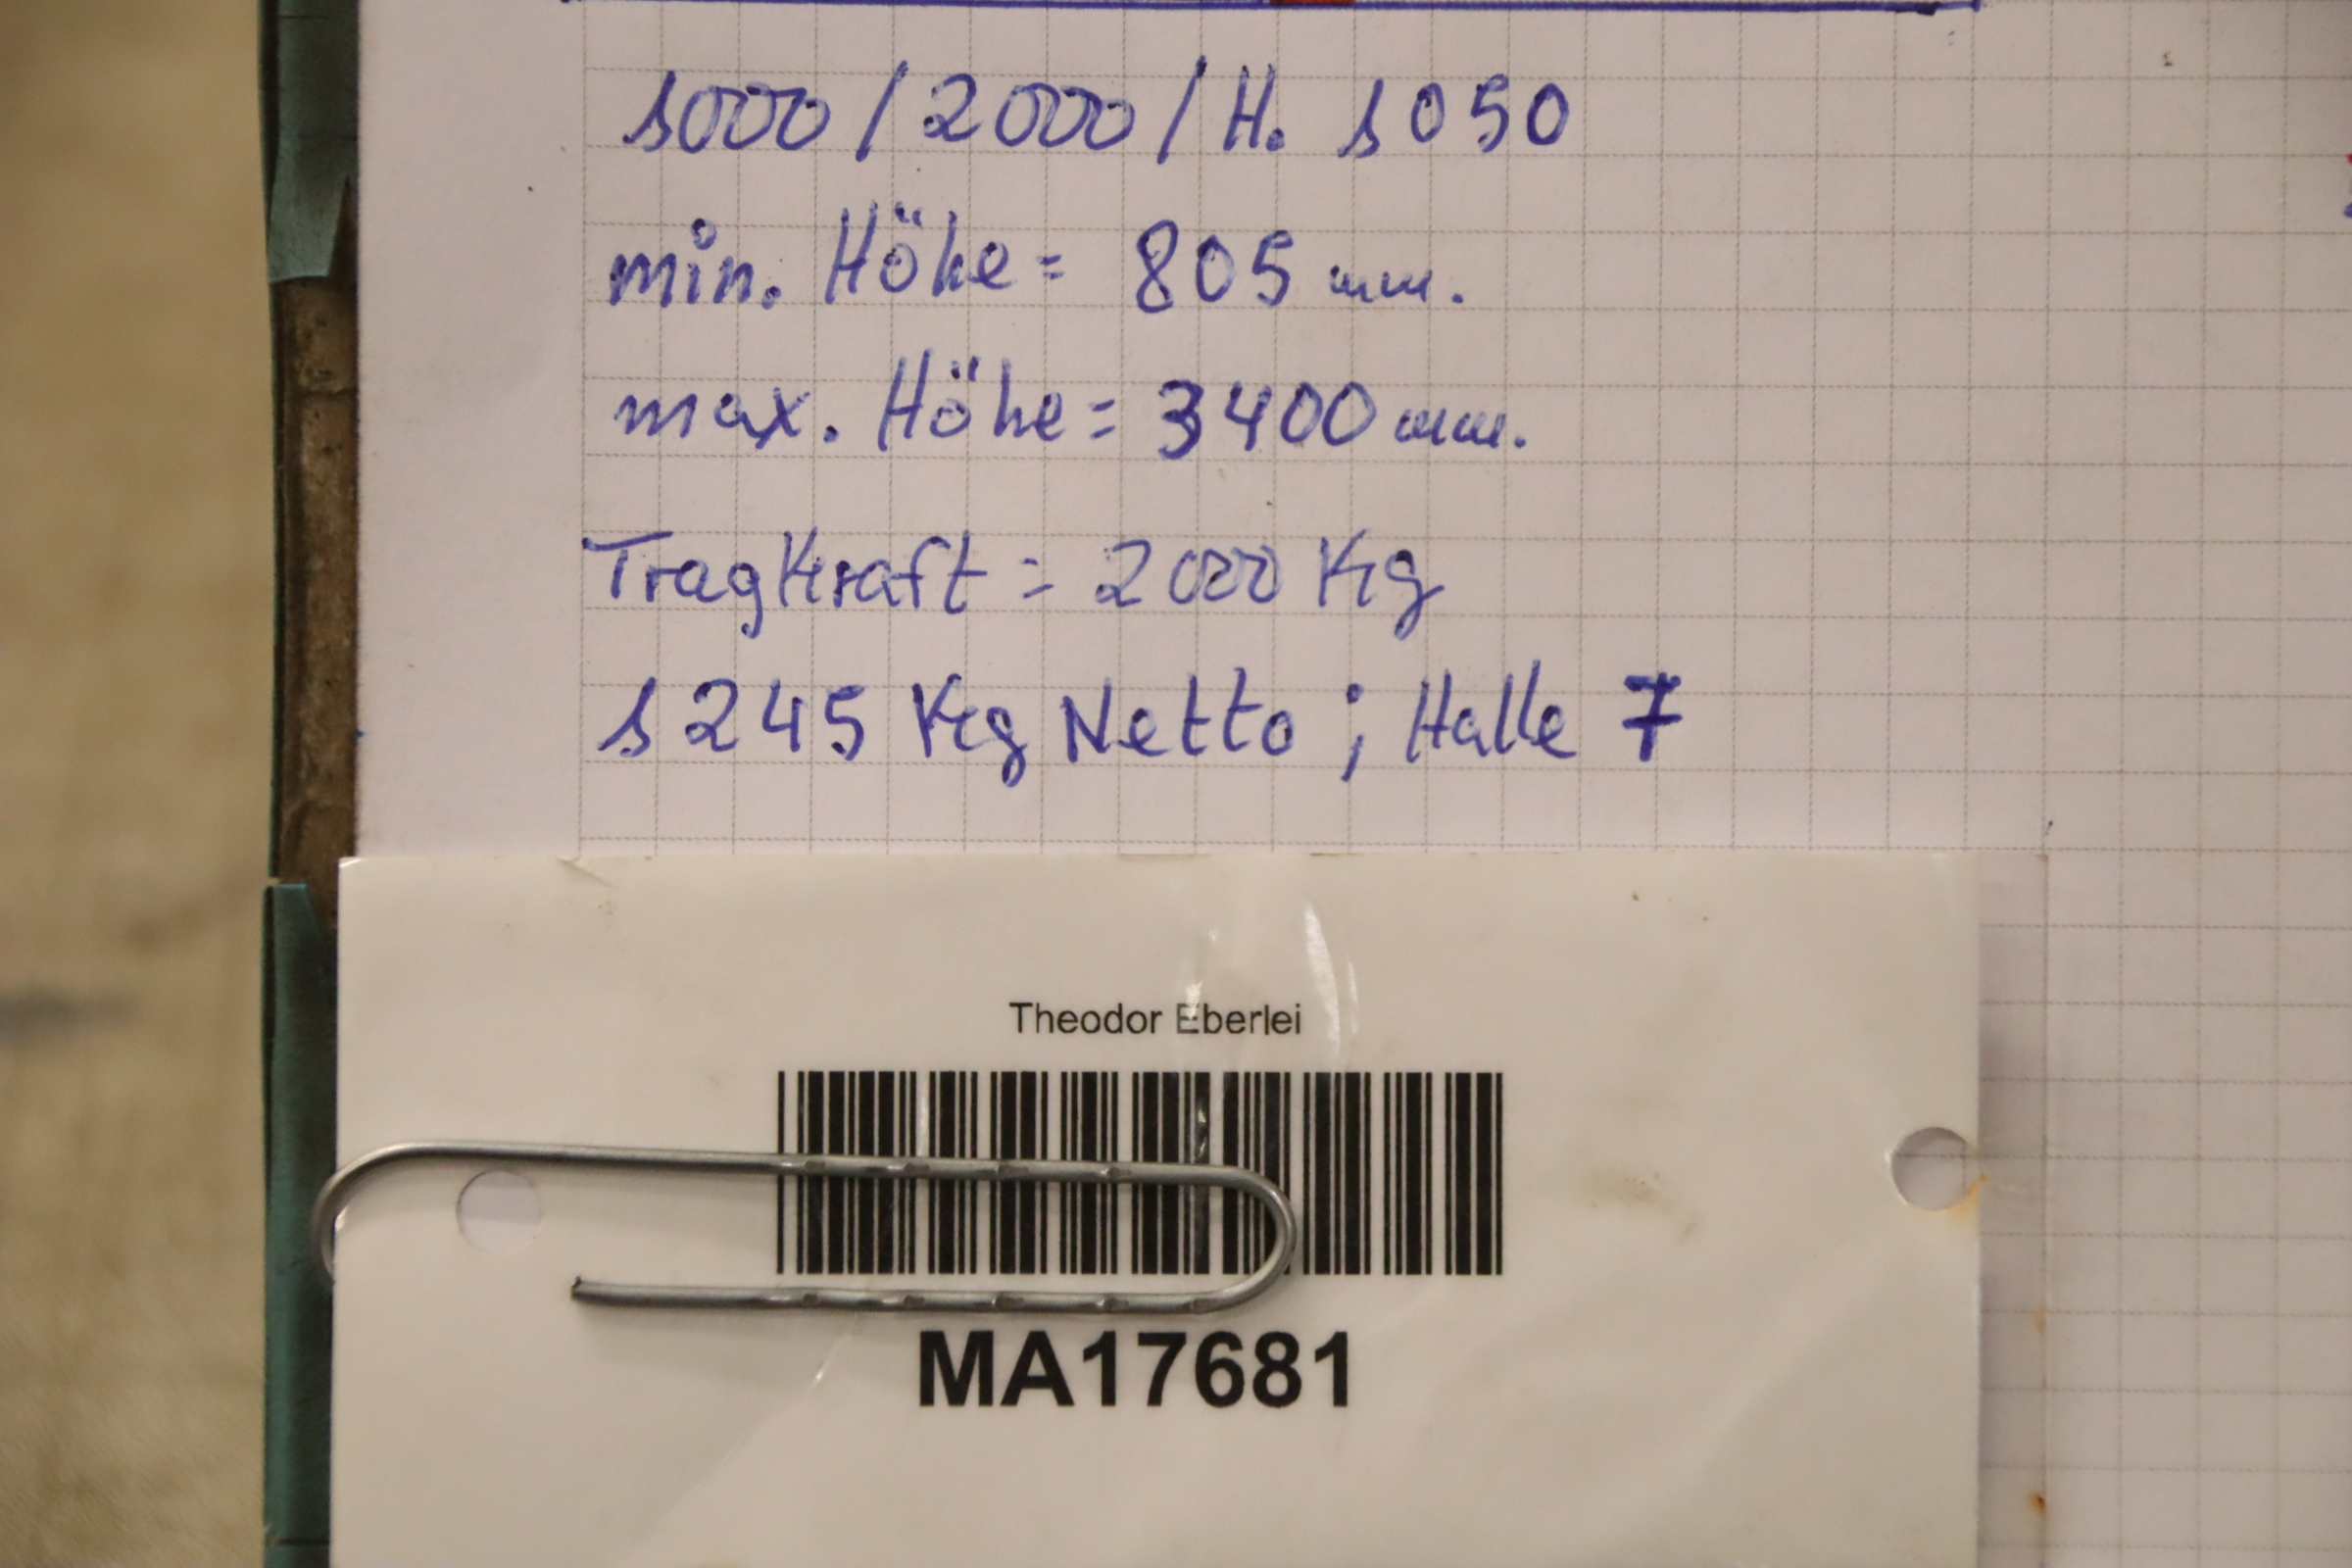 1000 / 2000 / H. 1050
min. Höhe = 805 mm.
max. Höhe = 3400 mm.
Tragkraft = 2000 Kg
1245 Kg Netto ; Halle 7
Theodor Eberlei
MA17681